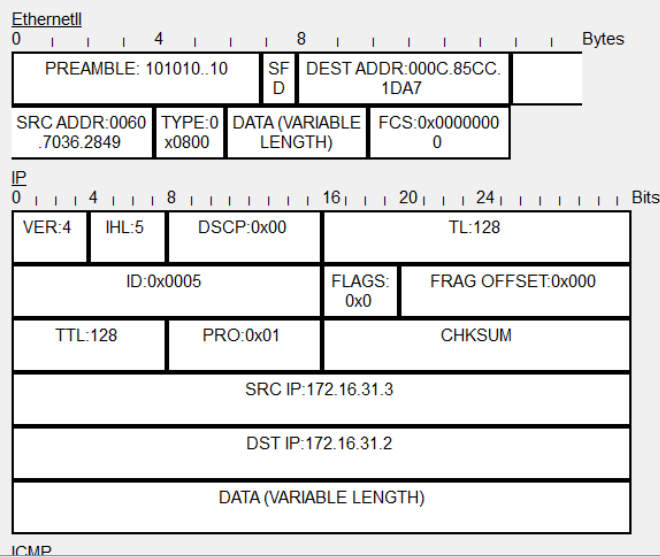 EthernetII
0 4 8 Bytes
PREAMBLE: 101010..10 SF DEST ADDR:000C.85CC.
D 1DA7
SRC ADDR:0060 TYPE:0 DATA (VARIABLE FCS:0x0000000
.7036.2849 x0800 LENGTH) 0
IP
0 4 8 16 20 24 Bits
VER:4 IHL:5 DSCP:0x00 TL:128
ID:0x0005 FLAGS: FRAG OFFSET:0x000
0x0
TTL:128 PRO:0x01 CHKSUM
SRC IP:172.16.31.3
DST IP:172.16.31.2
DATA (VARIABLE LENGTH)
ICMP